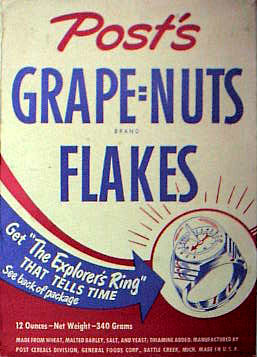 Post's
GRAPE=NUTS
BRAND
FLAKES
Get "The Explorer's Ring"
THAT TELLS TIME
See back of package
12 Ounces—Net Weight—340 Grams
MADE FROM WHEAT, MALTED BARLEY, SALT, AND YEAST; THIAMINE ADDED. MANUFACTURED BY
POST CEREALS DIVISION, GENERAL FOODS CORP., BATTLE CREEK, MICH. MADE IN U.S.A.